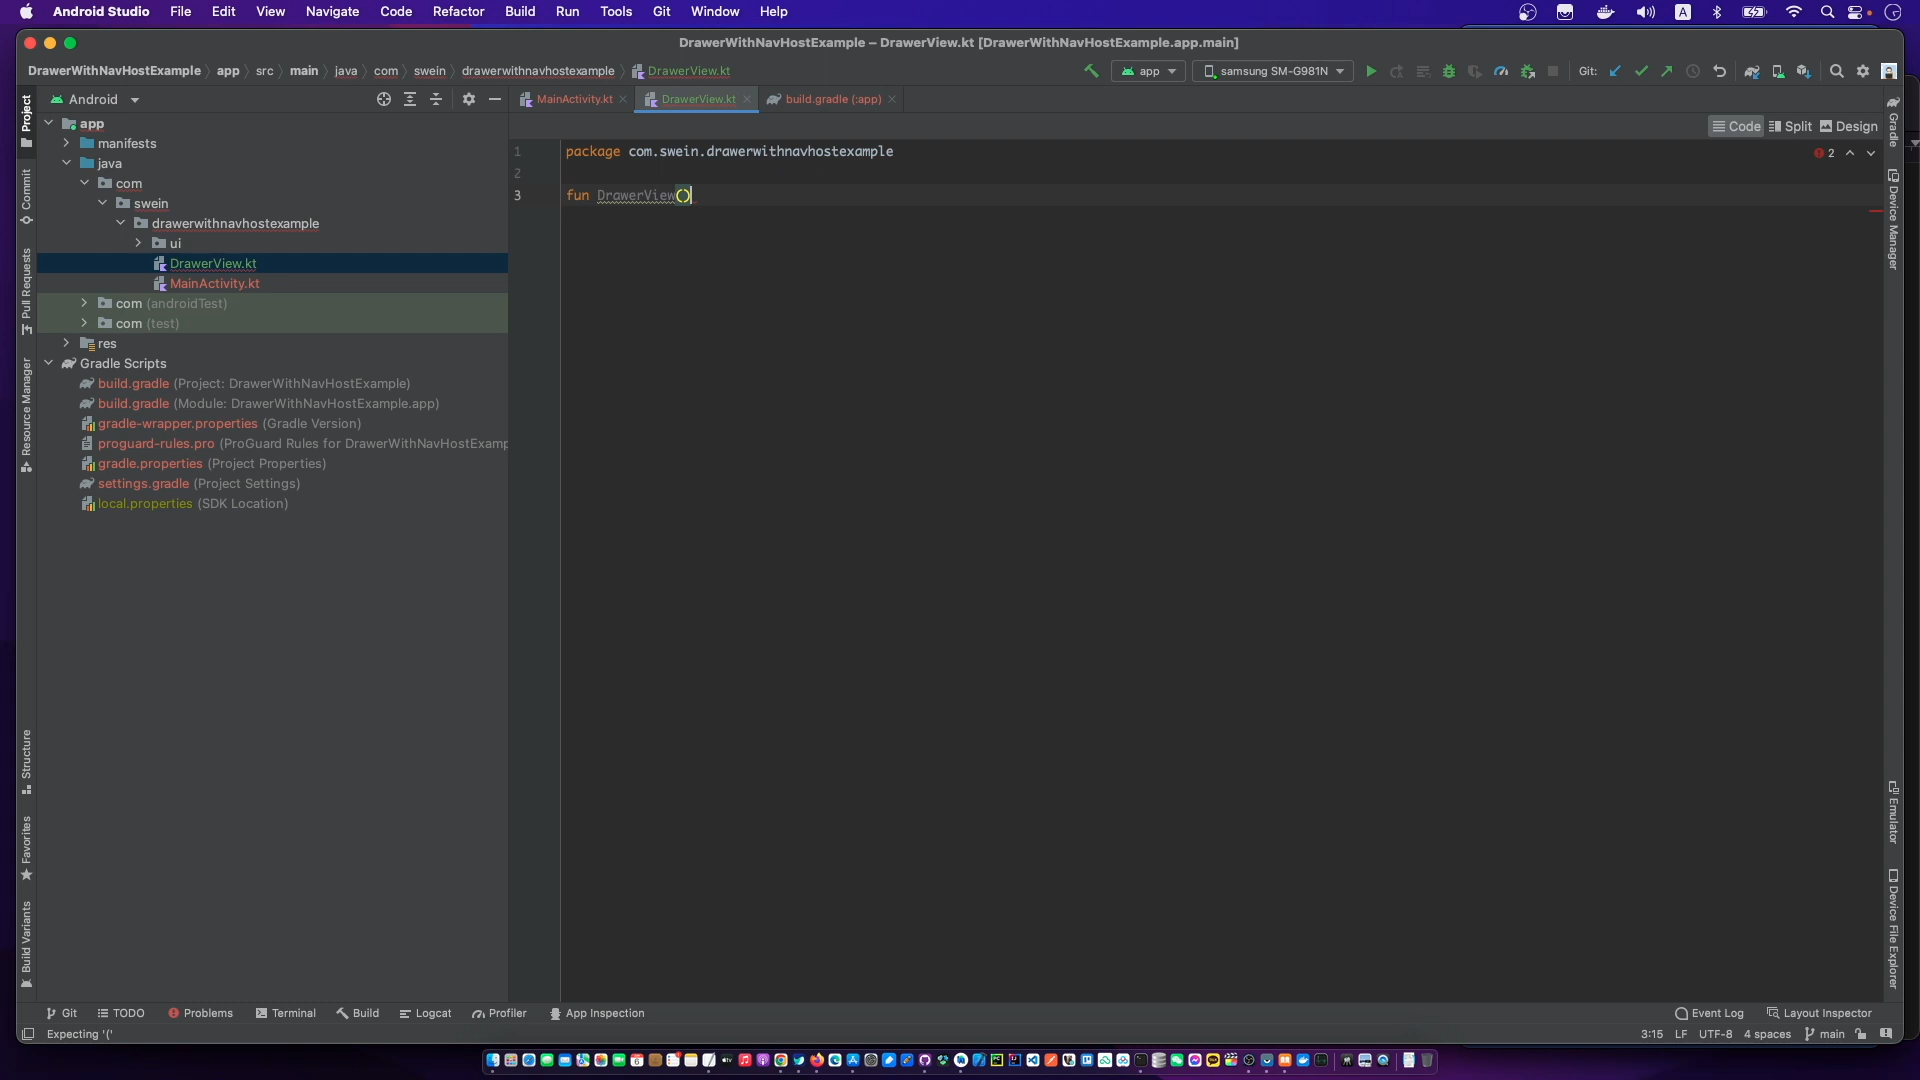 Android Studio File Edit View Navigate Code Refactor Build Run Tools Git Window Help
DrawerWithNavHostExample – DrawerView.kt [DrawerWithNavHostExample.app.main]
DrawerWithNavHostExample app src main java com swein drawerwithnavhostexample DrawerView.kt app samsung SM-G981N Git:
Android MainActivity.kt DrawerView.kt build.gradle (:app)
Code Split Design
app
manifests
java
com
swein
drawerwithnavhostexample
ui
DrawerView.kt
MainActivity.kt
com (androidTest)
com (test)
res
Gradle Scripts
build.gradle (Project: DrawerWithNavHostExample)
build.gradle (Module: DrawerWithNavHostExample.app)
gradle-wrapper.properties (Gradle Version)
proguard-rules.pro (ProGuard Rules for DrawerWithNavHostExamp
gradle.properties (Project Properties)
settings.gradle (Project Settings)
local.properties (SDK Location)
1 package com.swein.drawerwithnavhostexample
2
3 fun DrawerView()
2
Project
Commit
Pull Requests
Resource Manager
Structure
Favorites
Build Variants
Gradle
Device Manager
Emulator
Device File Explorer
Git TODO Problems Terminal Build Logcat Profiler App Inspection Event Log Layout Inspector
Expecting '(' 3:15 LF UTF-8 4 spaces main